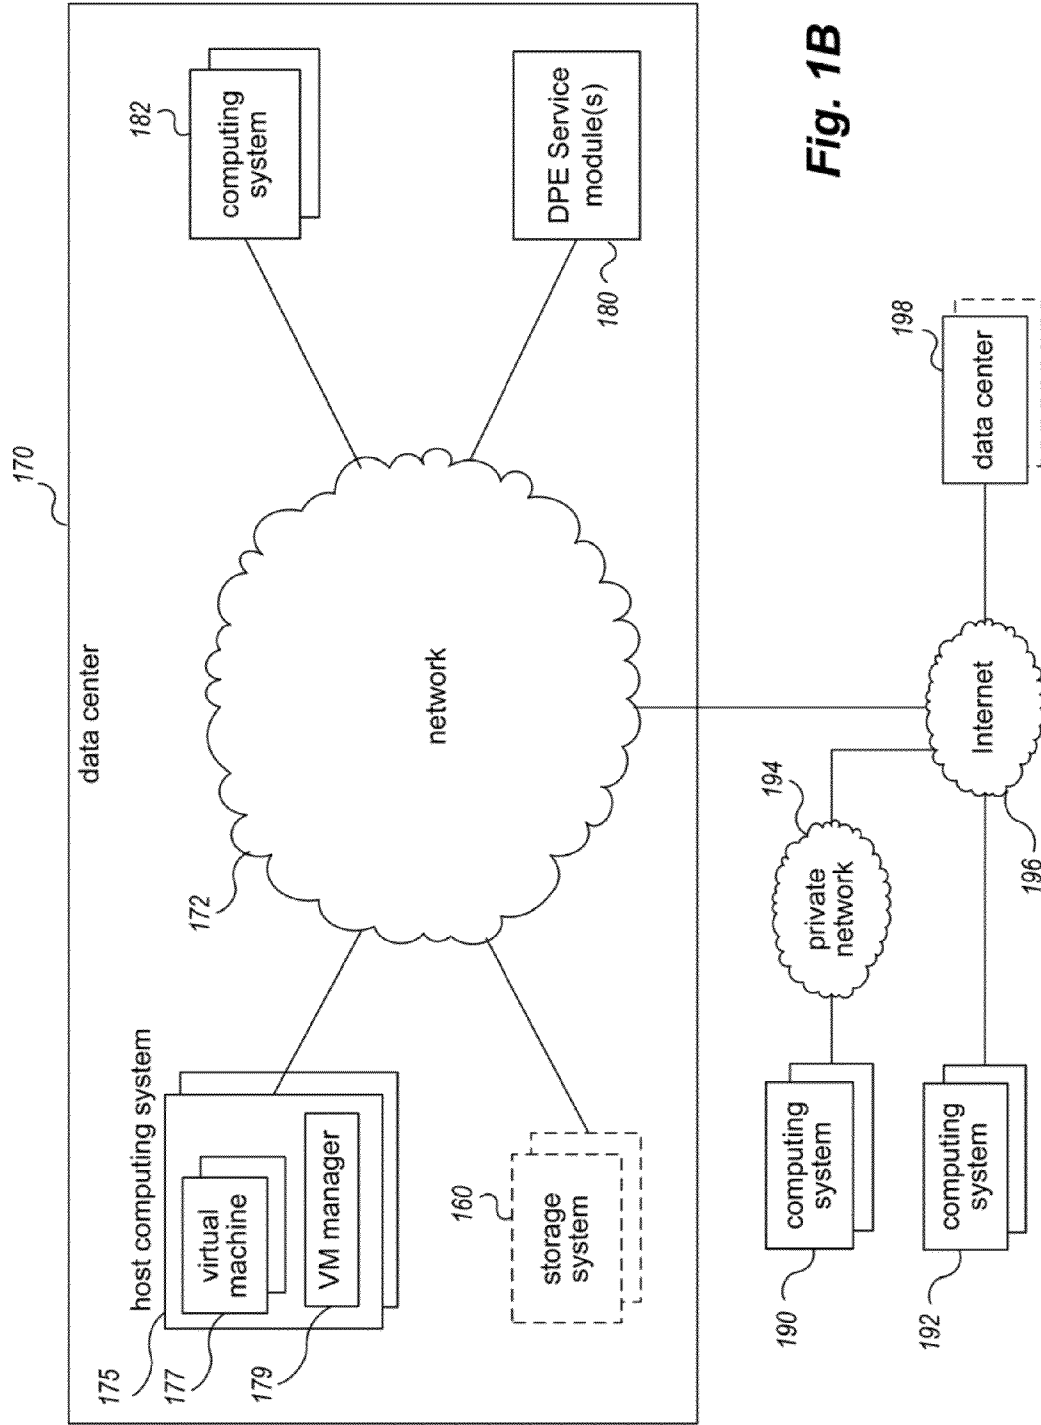 data center
170
host computing system
175
virtual
machine
177
VM manager
179
172
network
computing
system
182
storage
system
160
DPE Service
module(s)
180
computing
system
190
private
network
194
computing
system
192
Internet
196
data center
198
Fig. 1B